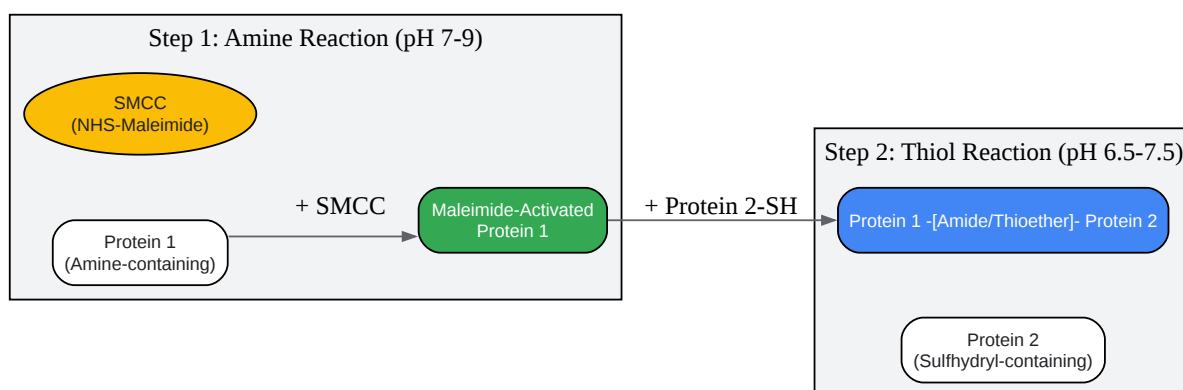 Step 1: Amine Reaction (pH 7-9)
SMCC
(NHS-Maleimide)
+ SMCC
Protein 1
(Amine-containing)
Maleimide-Activated
Protein 1
+ Protein 2-SH
Step 2: Thiol Reaction (pH 6.5-7.5)
Protein 1 -[Amide/Thioether]- Protein 2
Protein 2
(Sulfhydryl-containing)